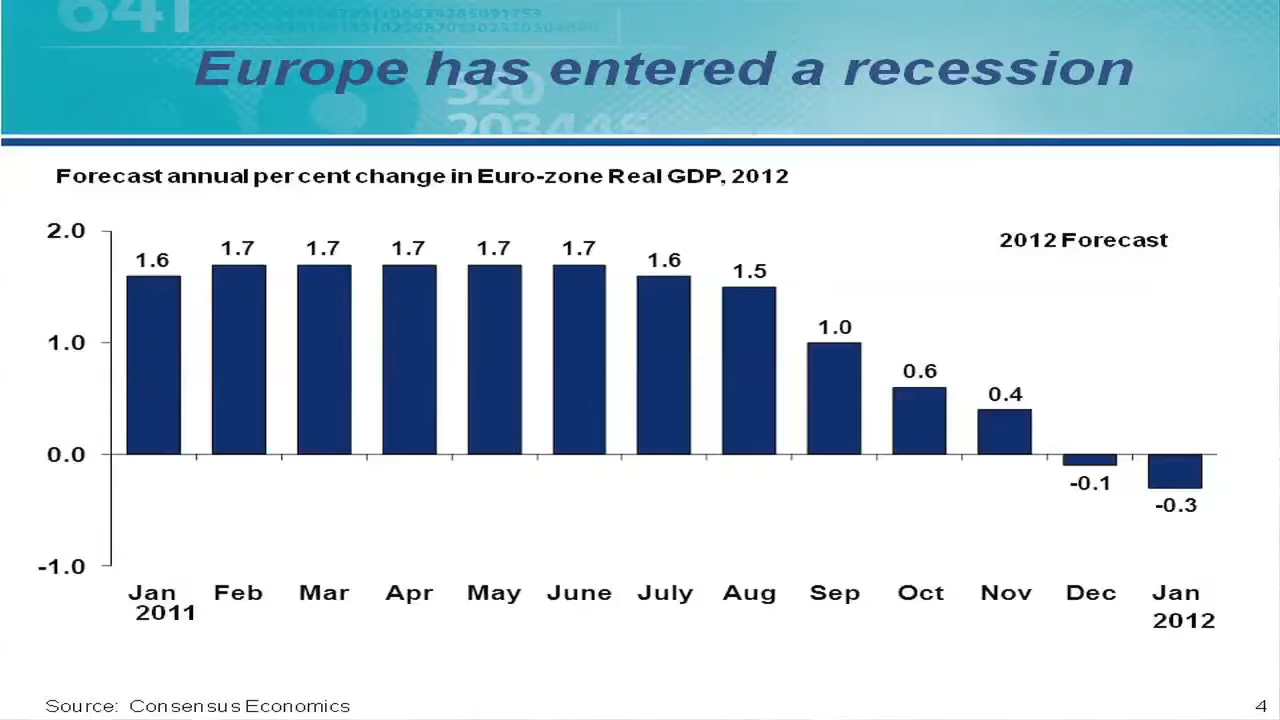 641
Europe has entered a recession
520
203445
Forecast annual per cent change in Euro-zone Real GDP, 2012
2012 Forecast
2.0
1.0
0.0
-1.0
1.6 1.7 1.7 1.7 1.7 1.7 1.6 1.5 1.0 0.6 0.4 -0.1 -0.3
Jan Feb Mar Apr May June July Aug Sep Oct Nov Dec Jan
2011 2012
Source: Consensus Economics 4